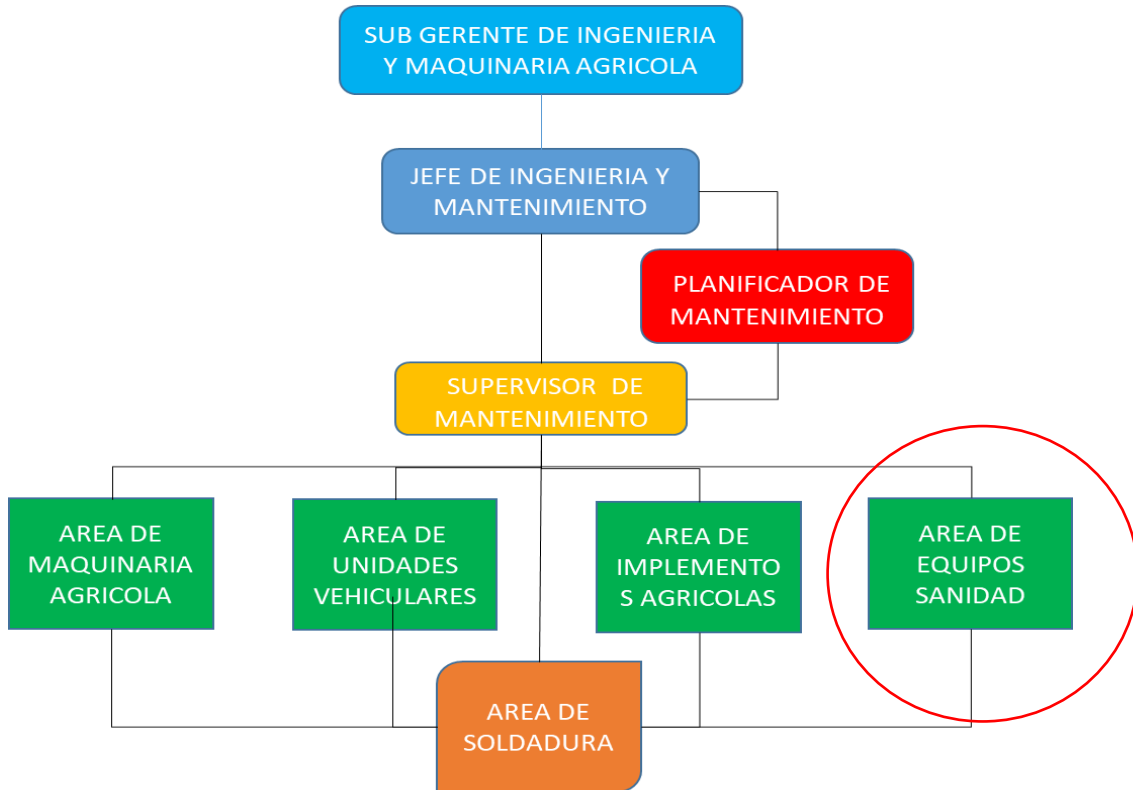 SUB GERENTE DE INGENIERIA
Y MAQUINARIA AGRICOLA
JEFE DE INGENIERIA Y
MANTENIMIENTO
PLANIFICADOR DE
MANTENIMIENTO
SUPERVISOR DE
MANTENIMIENTO
AREA DE
MAQUINARIA
AGRICOLA
AREA DE
UNIDADES
VEHICULARES
AREA DE
IMPLEMENTO
S AGRICOLAS
AREA DE
EQUIPOS
SANIDAD
AREA DE
SOLDADURA